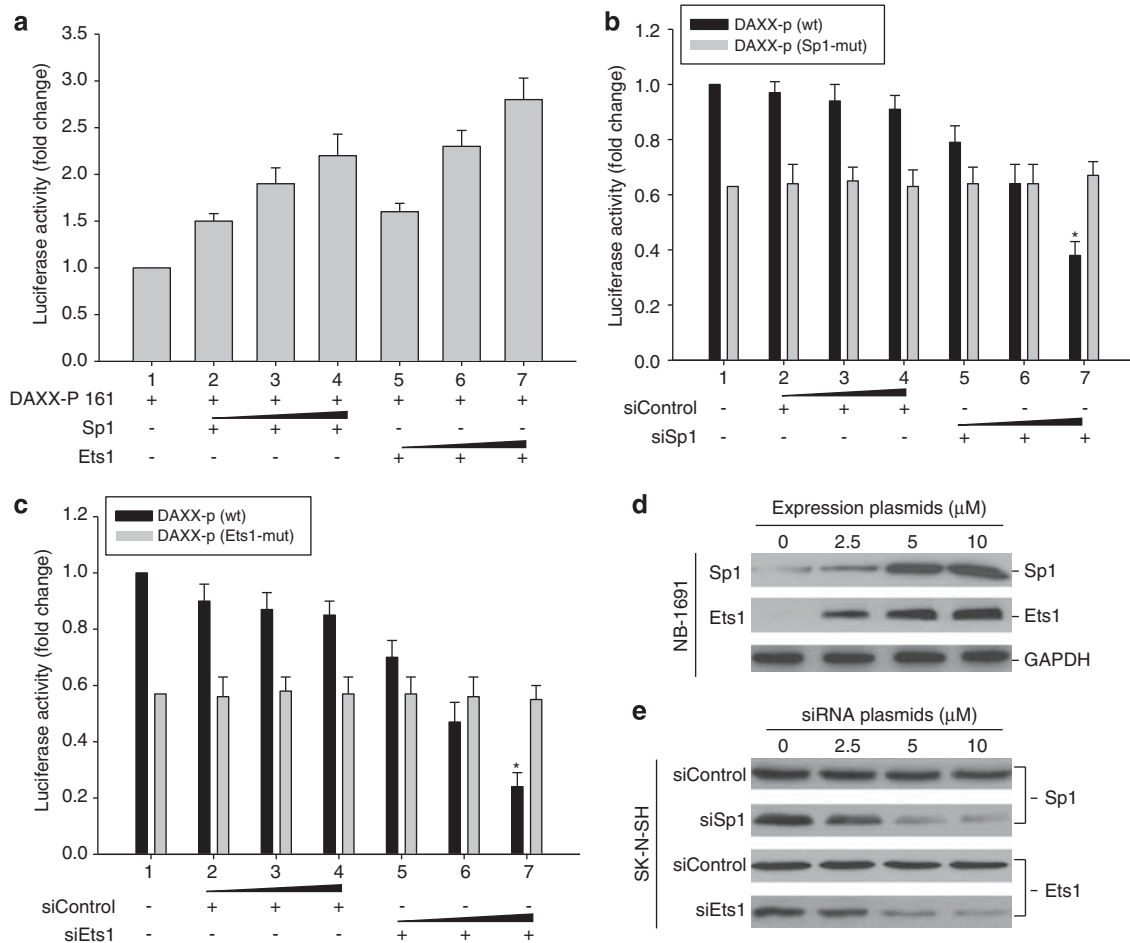 a
Luciferase activity (fold change)
3.5
3.0
2.5
2.0
1.5
1.0
0.5
0.0
1 2 3 4 5 6 7
DAXX-P 161 + + + + + + +
Sp1 - + + + - - -
Ets1 - - - - + + +
b
DAXX-p (wt)
DAXX-p (Sp1-mut)
Luciferase activity (fold change)
1.2
1.0
0.8
0.6
0.4
0.2
0.0
*
1 2 3 4 5 6 7
siControl - + + + - - -
siSp1 - - - - + + +
c
DAXX-p (wt)
DAXX-p (Ets1-mut)
Luciferase activity (fold change)
1.2
1.0
0.8
0.6
0.4
0.2
0.0
*
1 2 3 4 5 6 7
siControl - + + + - - -
siEts1 - - - - + + +
d
Expression plasmids (μM)
0 2.5 5 10
NB-1691
Sp1 Sp1
Ets1 Ets1
GAPDH
e
siRNA plasmids (μM)
0 2.5 5 10
SK-N-SH
siControl
siSp1
Sp1
siControl
siEts1
Ets1